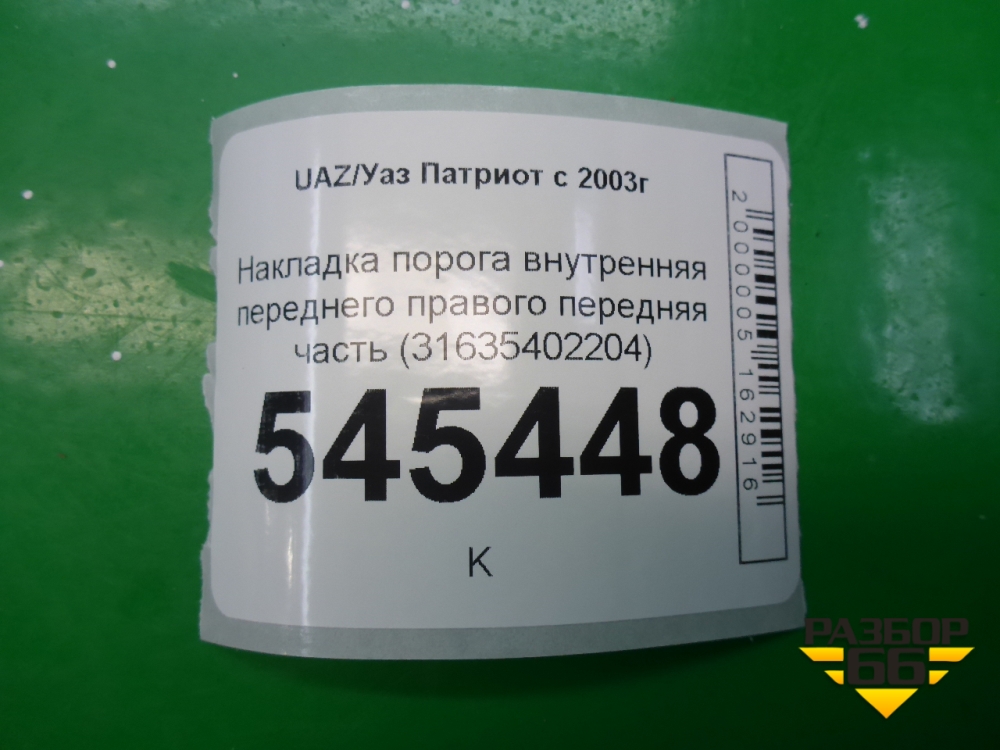 UAZ/Уаз Патриот с 2003г
Накладка порога внутренняя
переднего правого передняя
часть (31635402204)
545448
К
2000005162916
РАЗБОР
66